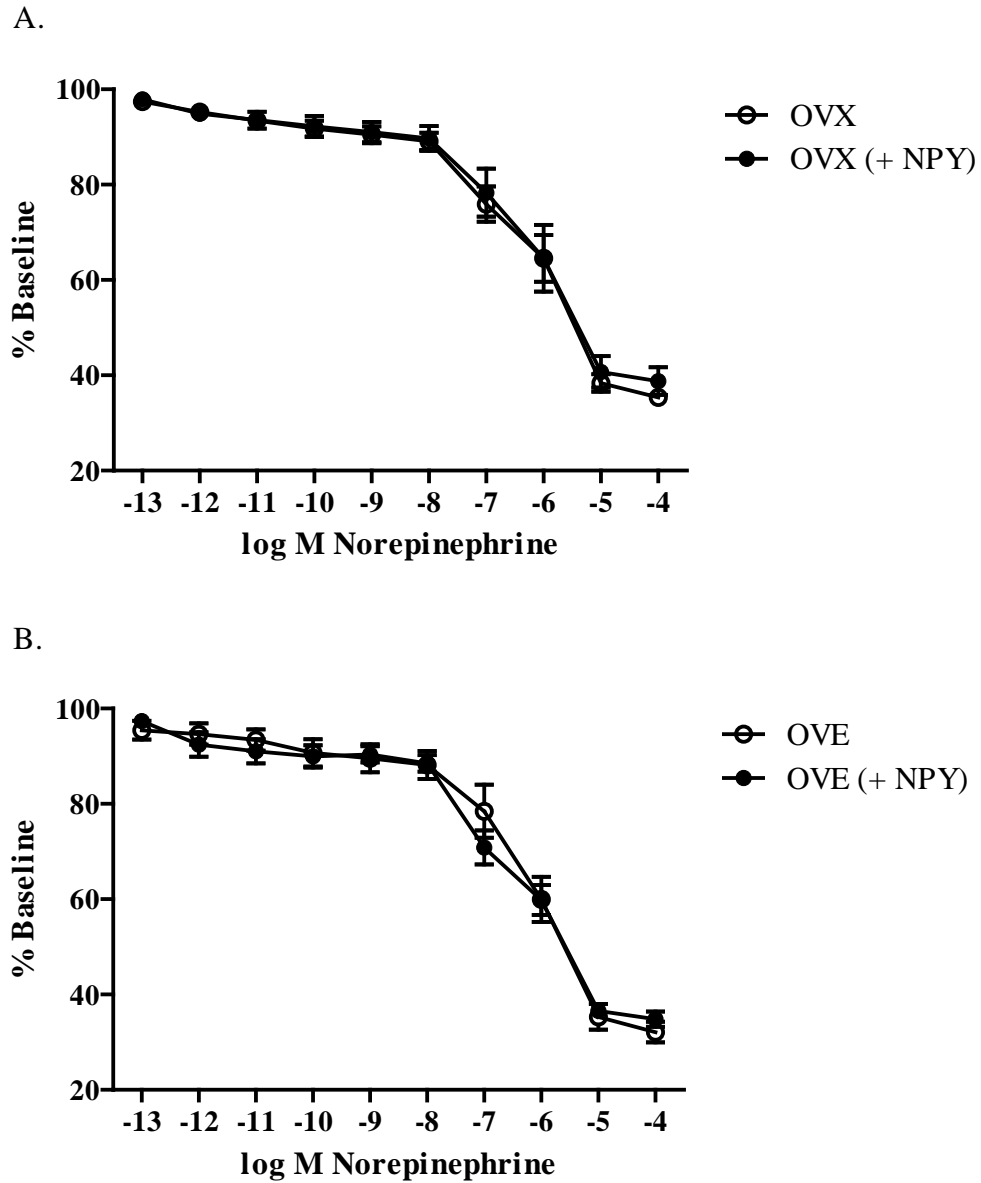 A.
100
80
60
40
20
% Baseline
-13 -12 -11 -10 -9 -8 -7 -6 -5 -4
log M Norepinephrine
OVX
OVX (+ NPY)
B.
100
80
60
40
20
% Baseline
-13 -12 -11 -10 -9 -8 -7 -6 -5 -4
log M Norepinephrine
OVE
OVE (+ NPY)